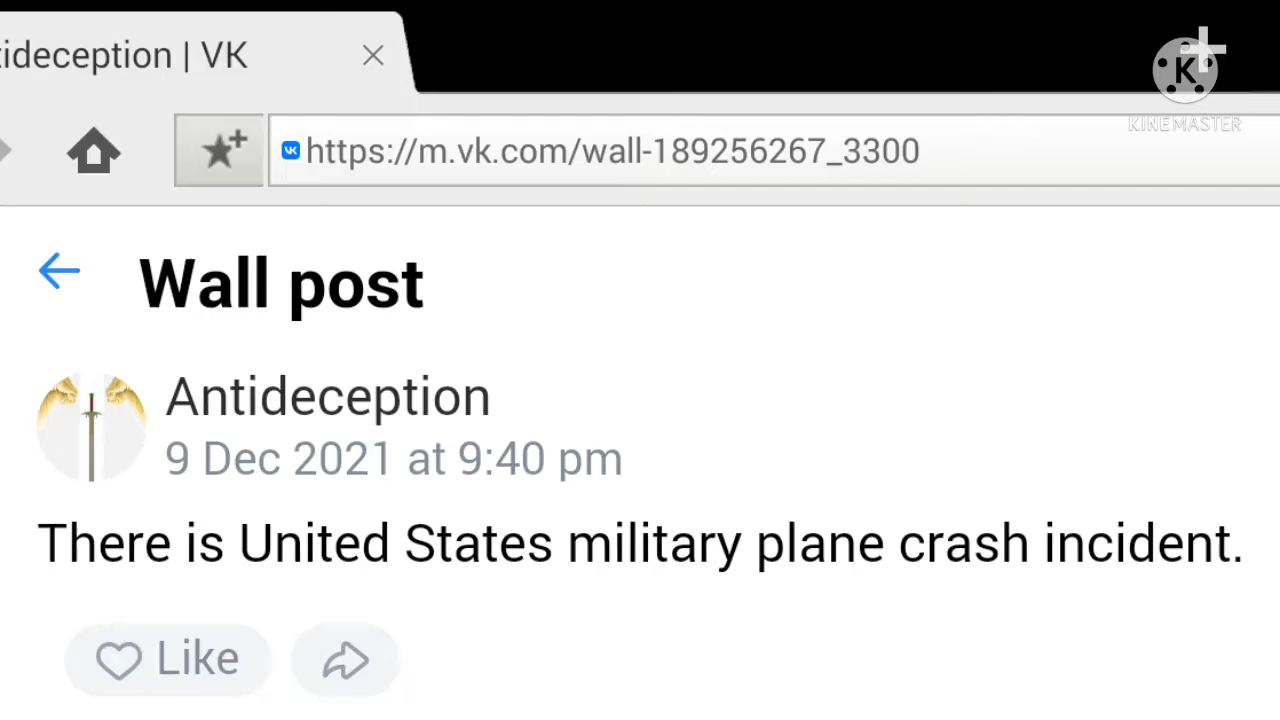 ideception | VK
https://m.vk.com/wall-189256267_3300
K
KINEMASTER
Wall post
Antideception
9 Dec 2021 at 9:40 pm
There is United States military plane crash incident.
Like